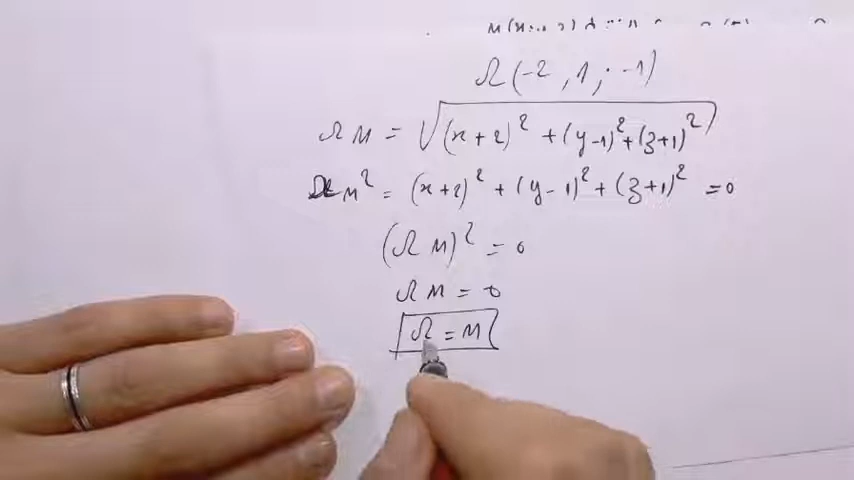 Ω(-2, 1; -1)
ΩM = √(x+2)² + (y-1)² + (z+1)²
ΩM² = (x+2)² + (y-1)² + (z+1)² = 0
(ΩM)² = 0
ΩM = 0
Ω = M